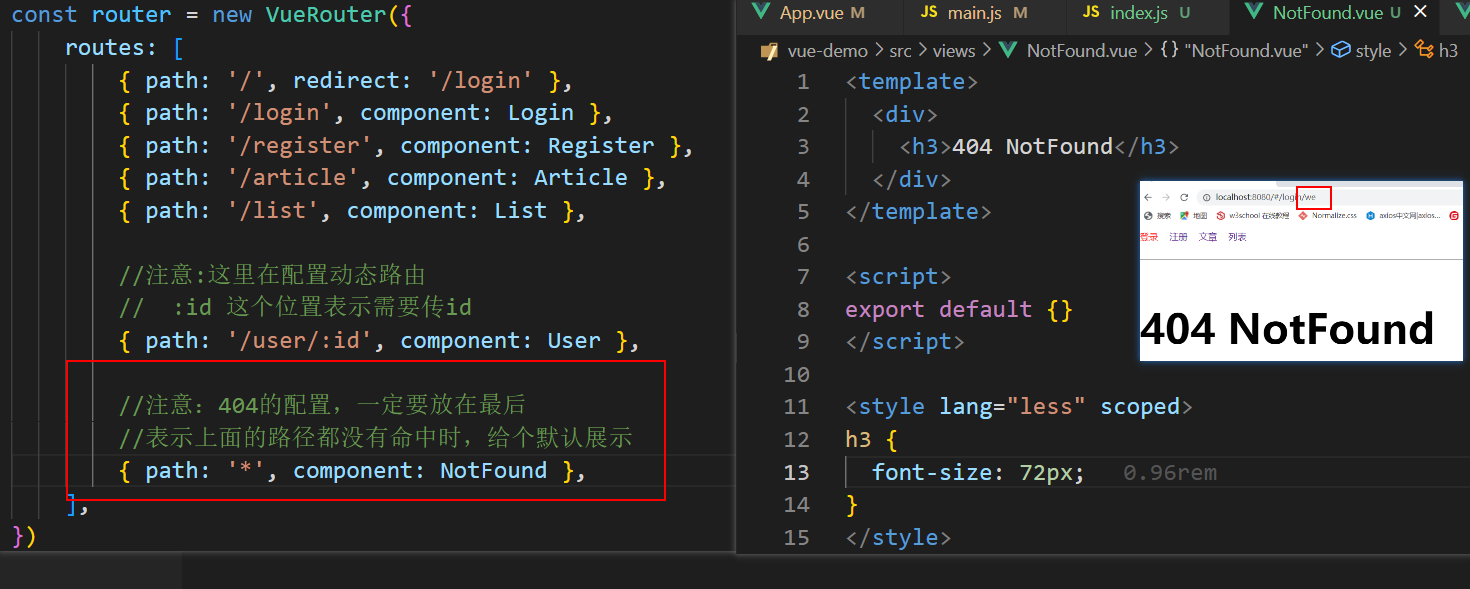 const router = new VueRouter({
routes: [
{ path: '/', redirect: '/login' },
{ path: '/login', component: Login },
{ path: '/register', component: Register },
{ path: '/article', component: Article },
{ path: '/list', component: List },
//注意:这里在配置动态路由
// :id 这个位置表示需要传id
{ path: '/user/:id', component: User },
//注意: 404的配置，一定要放在最后
//表示上面的路径都没有命中时，给个默认展示
{ path: '*', component: NotFound },
],
})
App.vue M JS main.js M JS index.js U NotFound.vue U
vue-demo > src > views > NotFound.vue > {} "NotFound.vue" > style > h3
1 <template>
2 <div>
3 <h3>404 NotFound</h3>
4 </div>
5 </template>
6
7 <script>
8 export default {}
9 </script>
10
11 <style lang="less" scoped>
12 h3 {
13 font-size: 72px; 0.96rem
14 }
15 </style>
localhost:8080/#/login/we
搜索 地图 w3school 在线教程 Normalize.css axios中文网|axios...
登录 注册 文章 列表
404 NotFound